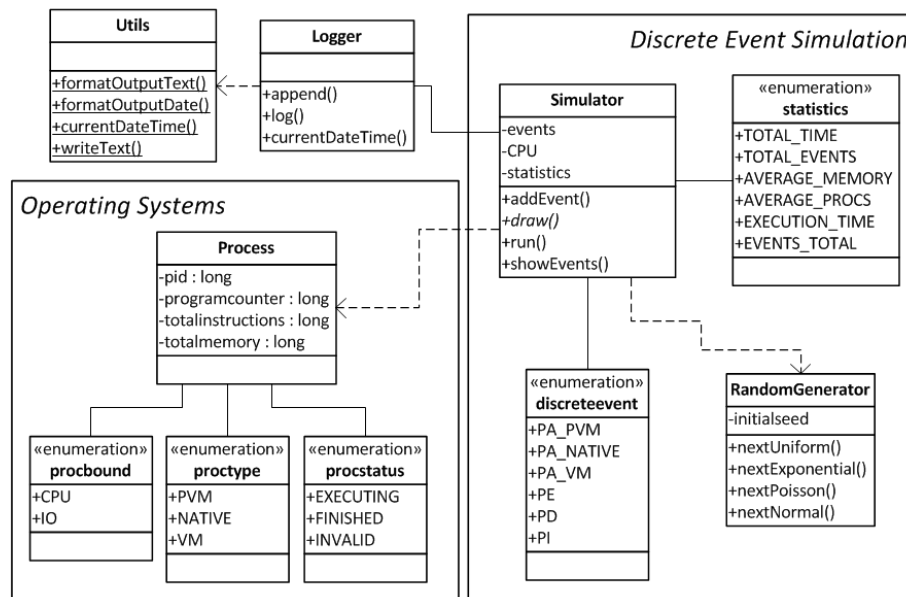 Utils
+formatOutputText()
+formatOutputDate()
+currentDateTime()
+writeText()
Logger
+append()
+log()
+currentDateTime()
Discrete Event Simulation
Simulator
-events
-CPU
-statistics
+addEvent()
+draw()
+run()
+showEvents()
«enumeration»
statistics
+TOTAL_TIME
+TOTAL_EVENTS
+AVERAGE_MEMORY
+AVERAGE_PROCS
+EXECUTION_TIME
+EVENTS_TOTAL
Operating Systems
Process
-pid : long
-programcounter : long
-totalinstructions : long
-totalmemory : long
«enumeration»
procbound
+CPU
+IO
«enumeration»
proctype
+PVM
+NATIVE
+VM
«enumeration»
procstatus
+EXECUTING
+FINISHED
+INVALID
«enumeration»
discreteevent
+PA_PVM
+PA_NATIVE
+PA_VM
+PE
+PD
+PI
RandomGenerator
-initialseed
+nextUniform()
+nextExponential()
+nextPoisson()
+nextNormal()